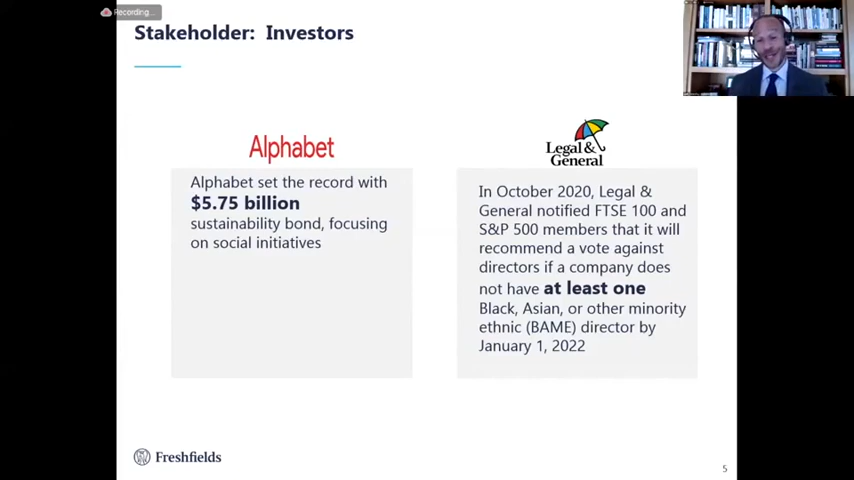 Recording...
Stakeholder: Investors
Alphabet
Alphabet set the record with
$5.75 billion
sustainability bond, focusing
on social initiatives
Legal &
General
In October 2020, Legal &
General notified FTSE 100 and
S&P 500 members that it will
recommend a vote against
directors if a company does
not have at least one
Black, Asian, or other minority
ethnic (BAME) director by
January 1, 2022
Freshfields
5